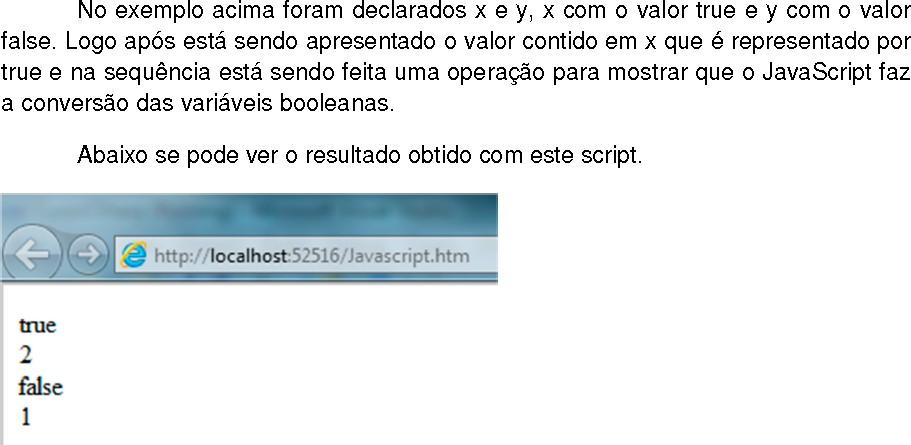 No exemplo acima foram declarados x e y, x com o valor true e y com o valor
false. Logo após está sendo apresentado o valor contido em x que é representado por
true e na sequência está sendo feita uma operação para mostrar que o JavaScript faz
a conversão das variáveis booleanas.
Abaixo se pode ver o resultado obtido com este script.
http://localhost:52516/Javascript.htm
true
2
false
1